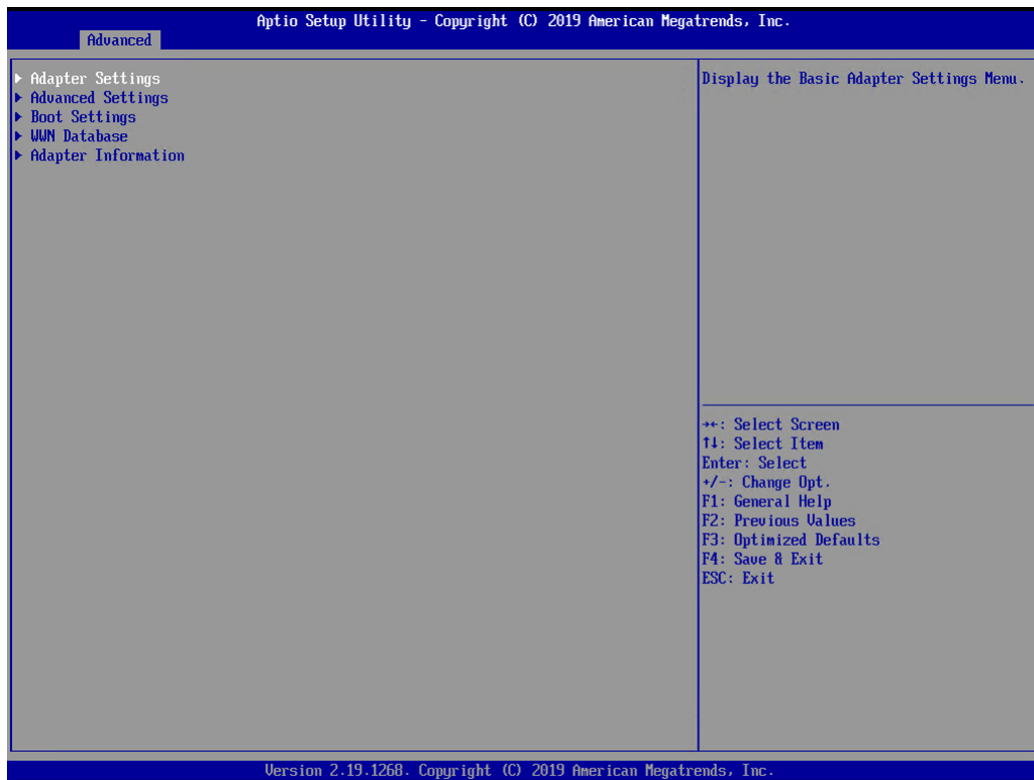 Aptio Setup Utility - Copyright (C) 2019 American Megatrends, Inc.
Advanced
▶ Adapter Settings
▶ Advanced Settings
▶ Boot Settings
▶ WWN Database
▶ Adapter Information
Display the Basic Adapter Settings Menu.
→←: Select Screen
↑↓: Select Item
Enter: Select
+/-: Change Opt.
F1: General Help
F2: Previous Values
F3: Optimized Defaults
F4: Save & Exit
ESC: Exit
Version 2.19.1268. Copyright (C) 2019 American Megatrends, Inc.